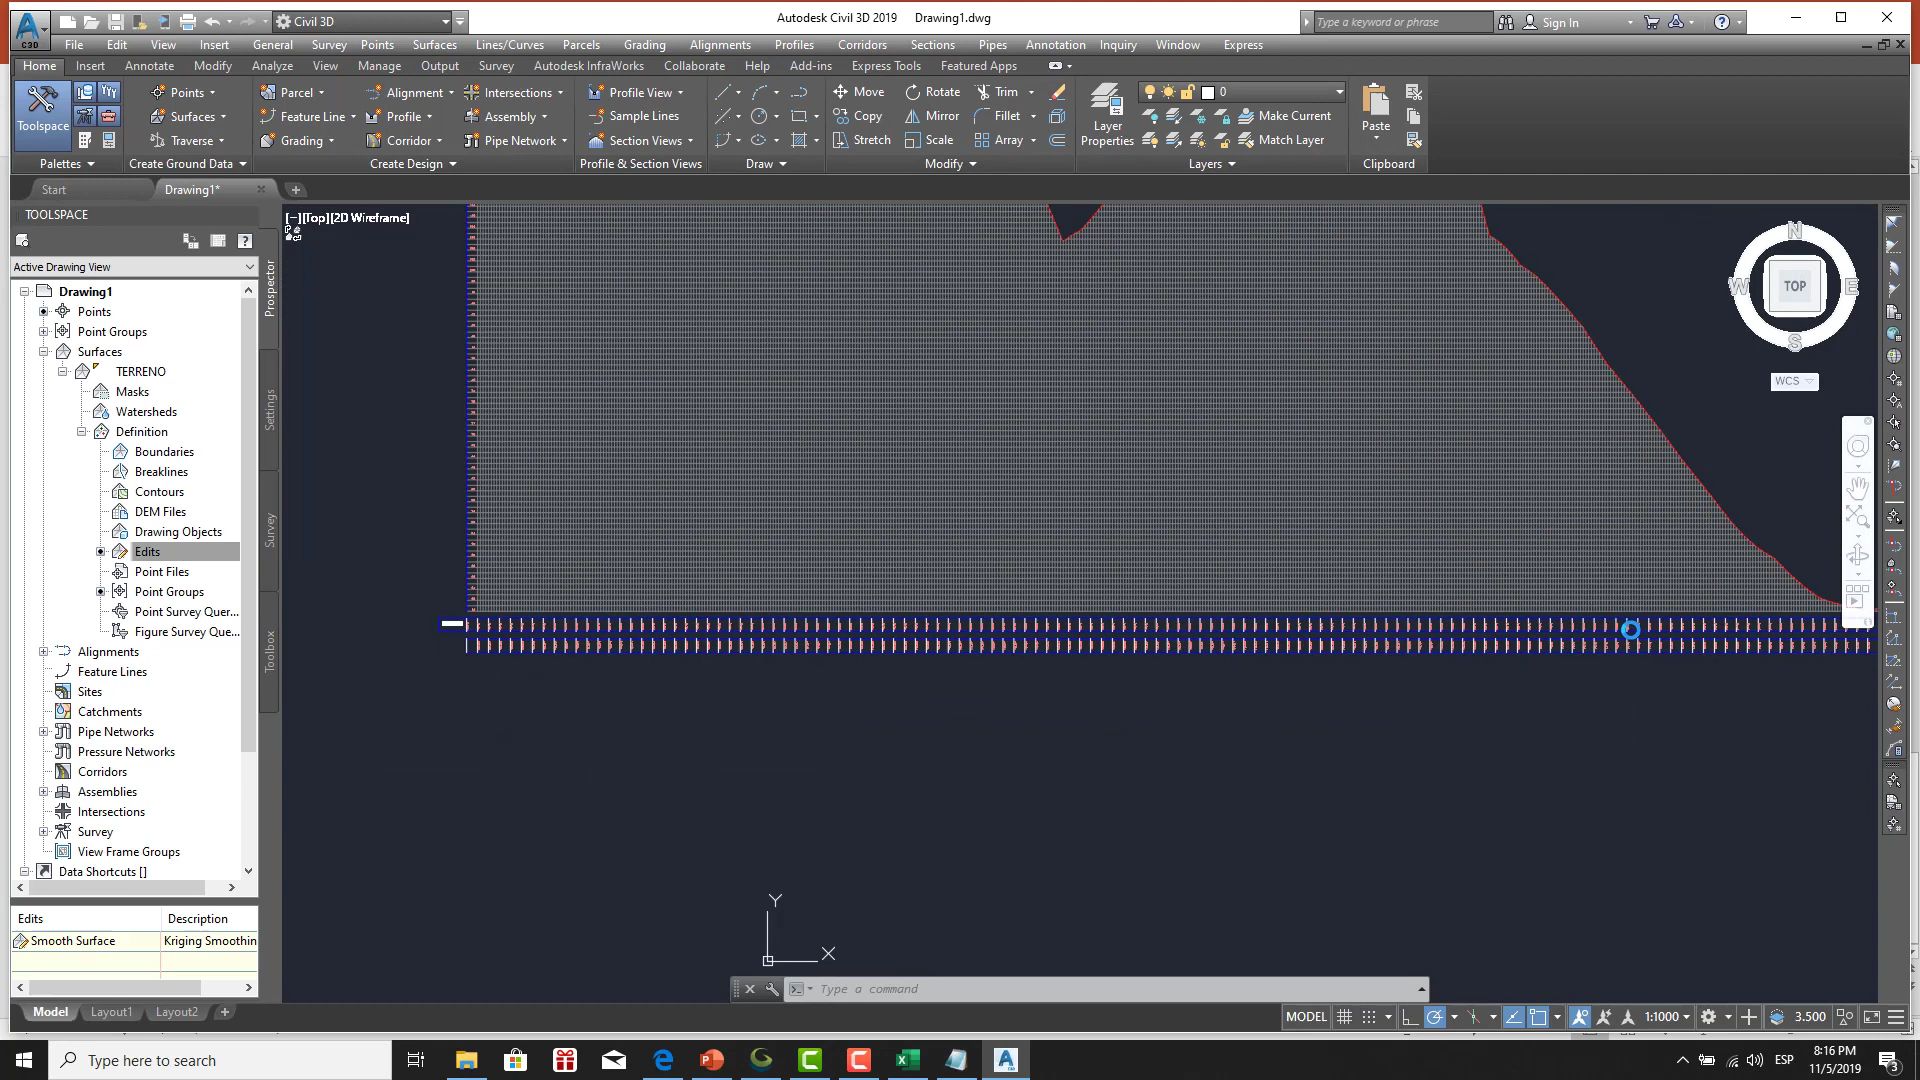 Civil 3D
Autodesk Civil 3D 2019 Drawing1.dwg
Type a keyword or phrase
Sign In
C3D
File Edit View Insert General Survey Points Surfaces Lines/Curves Parcels Grading Alignments Profiles Corridors Sections Pipes Annotation Inquiry Window Express
Home Insert Annotate Modify Analyze View Manage Output Survey Autodesk InfraWorks Collaborate Help Add-ins Express Tools Featured Apps
Points Parcel Alignment Intersections Profile View Move Rotate Trim 0
Toolspace Surfaces Feature Line Profile Assembly Sample Lines Copy Mirror Fillet Layer Properties Make Current Paste
Traverse Grading Corridor Pipe Network Section Views Stretch Scale Array Match Layer
Palettes Create Ground Data Create Design Profile & Section Views Draw Modify Layers Clipboard
Start Drawing1*
TOOLSPACE
[−][Top][2D Wireframe]
Active Drawing View
Drawing1
Points
Point Groups
Surfaces
TERRENO
Masks
Watersheds
Definition
Boundaries
Breaklines
Contours
DEM Files
Drawing Objects
Edits
Point Files
Point Groups
Point Survey Quer...
Figure Survey Que...
Alignments
Feature Lines
Sites
Catchments
Pipe Networks
Pressure Networks
Corridors
Assemblies
Intersections
Survey
View Frame Groups
Data Shortcuts []
Prospector
Settings
Survey
Toolbox
Edits Description
Smooth Surface Kriging Smoothin
N
W TOP E
S
WCS
Y
X
Type a command
Model Layout1 Layout2
MODEL 1:1000 3.500
Type here to search
ESP
8:16 PM
11/5/2019
3